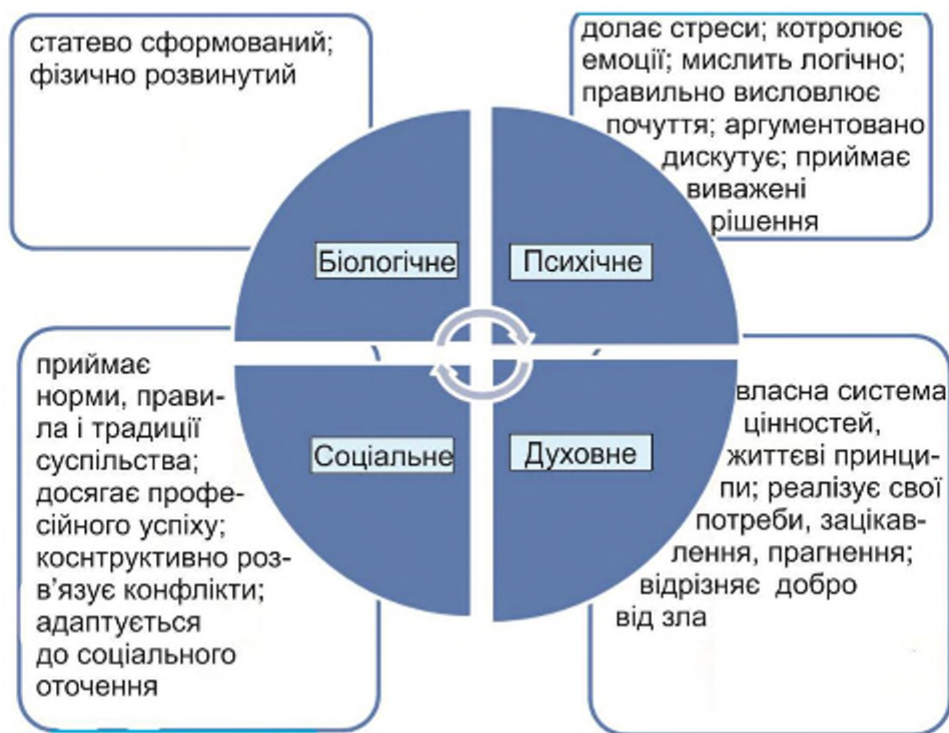 статево сформований;
фізично розвинутий
долає стреси; котролює
емоції; мислить логічно;
правильно висловлює
почуття; аргументовано
дискутує; приймає
виважені
рішення
Біологічне
Психічне
приймає
норми, прави-
ла і традиції
суспільства;
досягає профе-
сійного успіху;
коснтруктивно роз-
в’язує конфлікти;
адаптується
до соціального
оточення
Соціальне
Духовне
власна система
цінностей,
життєві принци-
пи; реалізує свої
потреби, зацікав-
лення, прагнення;
відрізняє добро
від зла